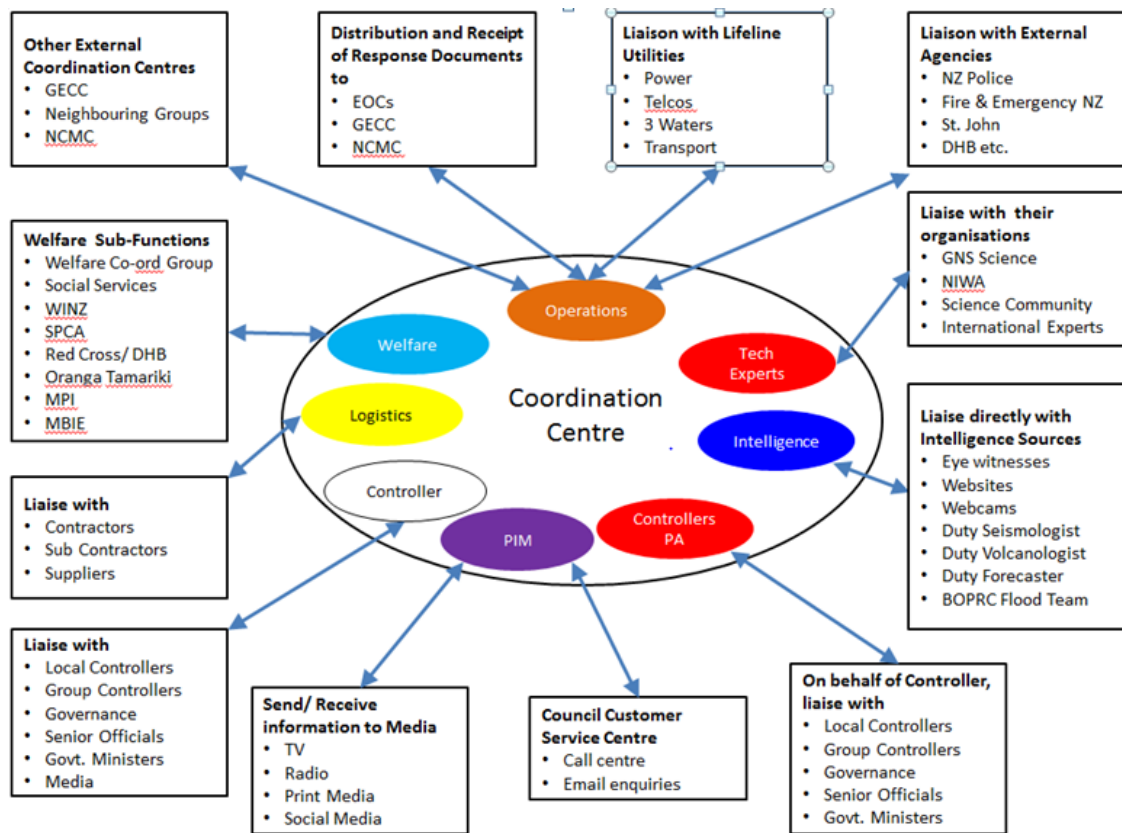 Other External
Coordination Centres
• GECC
• Neighbouring Groups
• NCMC
Distribution and Receipt
of Response Documents
to
• EOCs
• GECC
• NCMC
Liaison with Lifeline
Utilities
• Power
• Telcos
• 3 Waters
• Transport
Liaison with External
Agencies
• NZ Police
• Fire & Emergency NZ
• St. John
• DHB etc.
Welfare Sub-Functions
• Welfare Co-ord Group
• Social Services
• WINZ
• SPCA
• Red Cross/ DHB
• Oranga Tamariki
• MPI
• MBIE
Liaise with their
organisations
• GNS Science
• NIWA
• Science Community
• International Experts
Operations
Welfare
Tech
Experts
Logistics
Coordination
Centre
Intelligence
Controller
PIM
Controllers
PA
Liaise directly with
Intelligence Sources
• Eye witnesses
• Websites
• Webcams
• Duty Seismologist
• Duty Volcanologist
• Duty Forecaster
• BOPRC Flood Team
Liaise with
• Contractors
• Sub Contractors
• Suppliers
Liaise with
• Local Controllers
• Group Controllers
• Governance
• Senior Officials
• Govt. Ministers
• Media
Send/ Receive
information to Media
• TV
• Radio
• Print Media
• Social Media
Council Customer
Service Centre
• Call centre
• Email enquiries
On behalf of Controller,
liaise with
• Local Controllers
• Group Controllers
• Governance
• Senior Officials
• Govt. Ministers